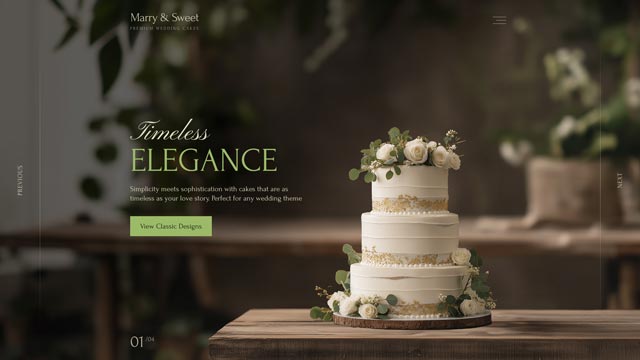 Marry & Sweet
PREMIUM WEDDING CAKES
Timeless
ELEGANCE
Simplicity meets sophistication with cakes that are as
timeless as your love story. Perfect for any wedding theme
View Classic Designs
PREVIOUS
NEXT
01 /04